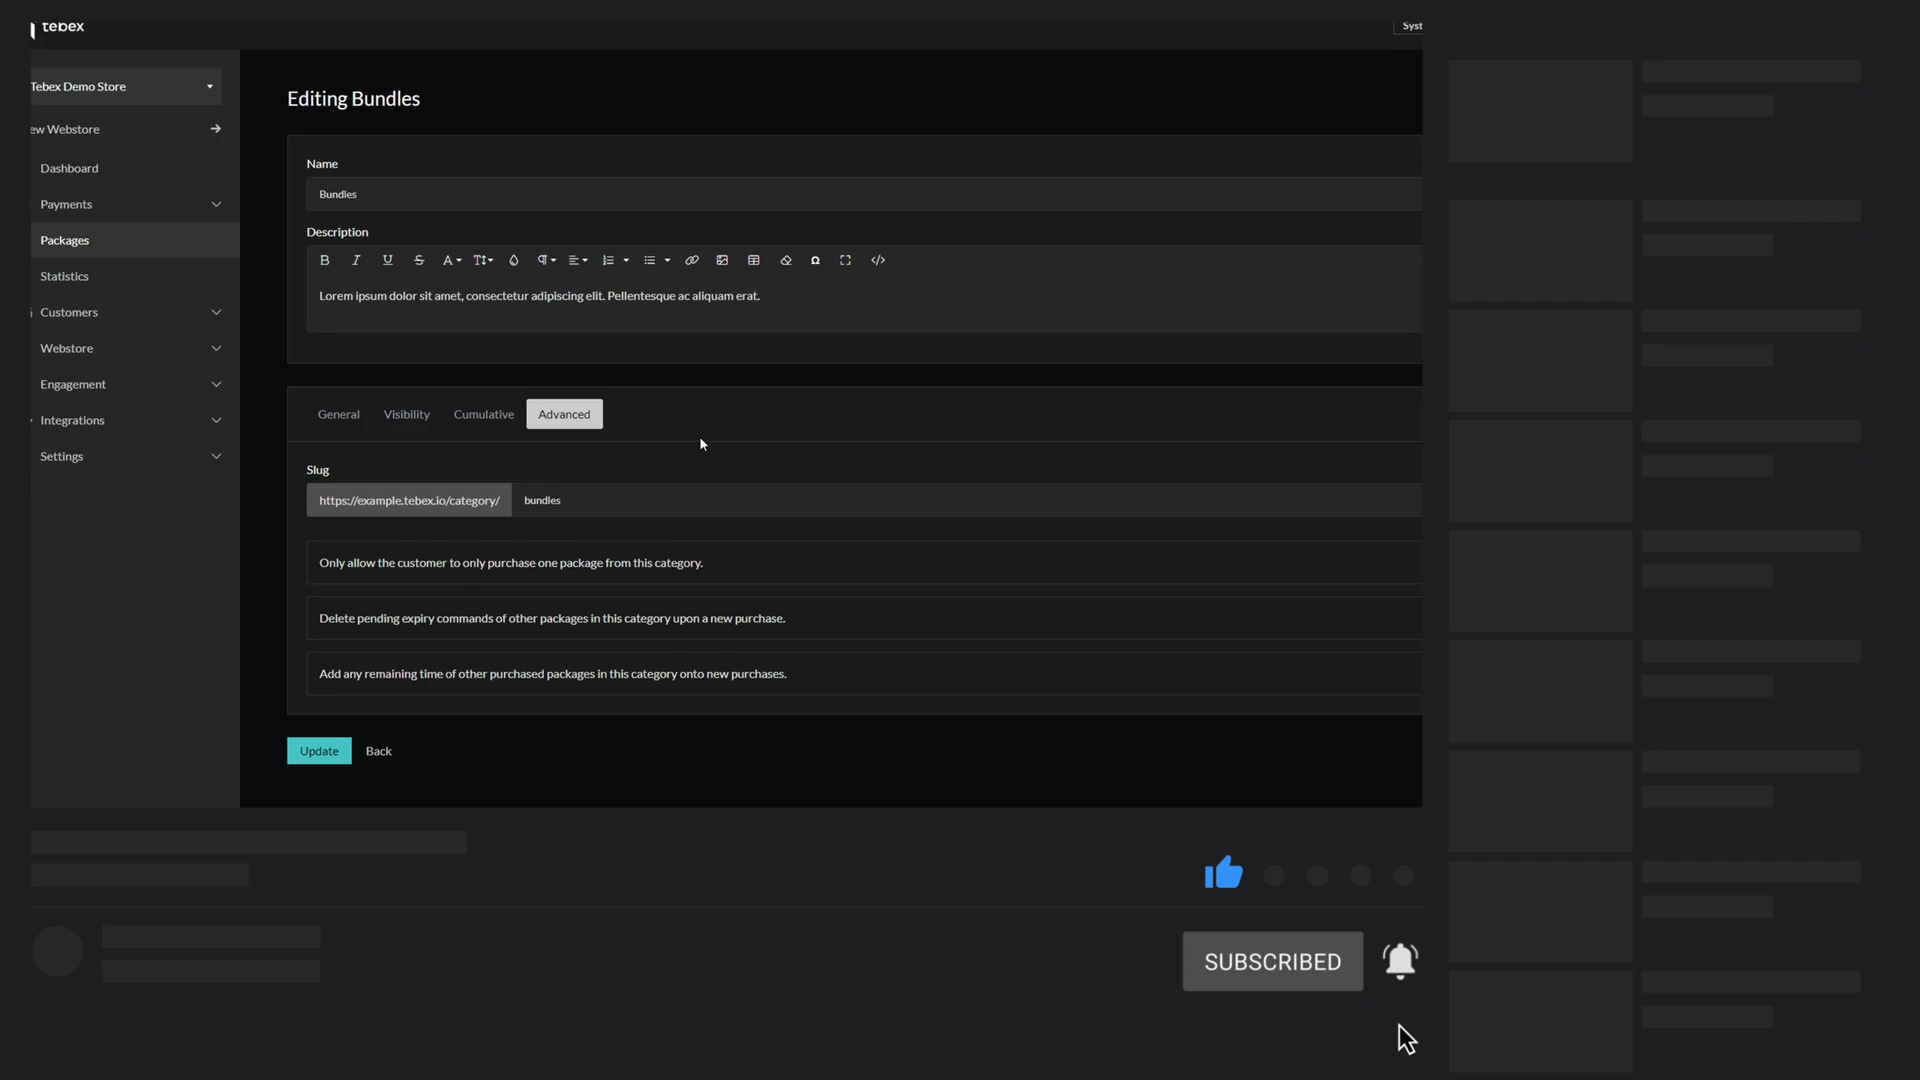 tebex
Syst
Tebex Demo Store
ew Webstore
Dashboard
Payments
Packages
Statistics
Customers
Webstore
Engagement
Integrations
Settings
Editing Bundles
Name
Bundles
Description
Lorem ipsum dolor sit amet, consectetur adipiscing elit. Pellentesque ac aliquam erat.
General Visibility Cumulative Advanced
Slug
https://example.tebex.io/category/ bundles
Only allow the customer to only purchase one package from this category.
Delete pending expiry commands of other packages in this category upon a new purchase.
Add any remaining time of other purchased packages in this category onto new purchases.
Update Back
SUBSCRIBED